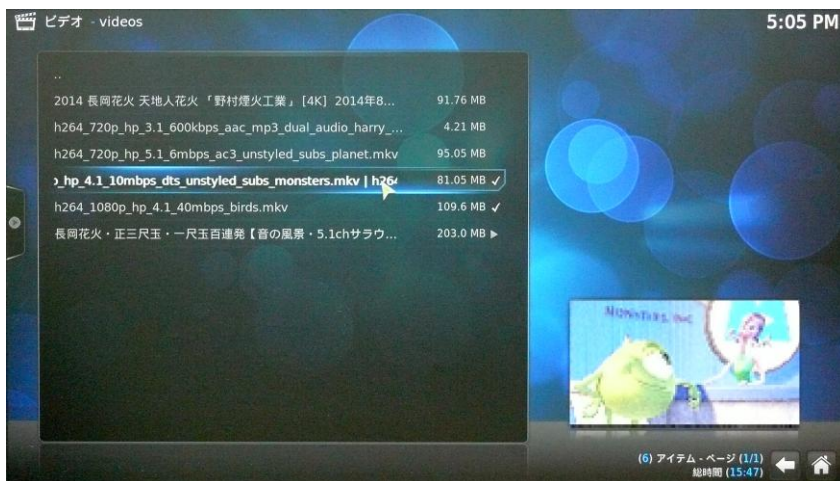 ビデオ - videos
5:05 PM
..
2014 長岡花火 天地人花火 「野村煙火工業」 [4K] 2014年8...
91.76 MB
h264_720p_hp_3.1_600kbps_aac_mp3_dual_audio_harry_...
4.21 MB
h264_720p_hp_5.1_6mbps_ac3_unstyled_subs_planet.mkv
95.05 MB
_hp_4.1_10mbps_dts_unstyled_subs_monsters.mkv | h264
81.05 MB
h264_1080p_hp_4.1_40mbps_birds.mkv
109.6 MB
長岡花火・正三尺玉・一尺玉百連発【音の風景・5.1chサラウ...
203.0 MB
MONSTERS, INC.
(6) アイテム - ページ (1/1)
総時間 (15:47)